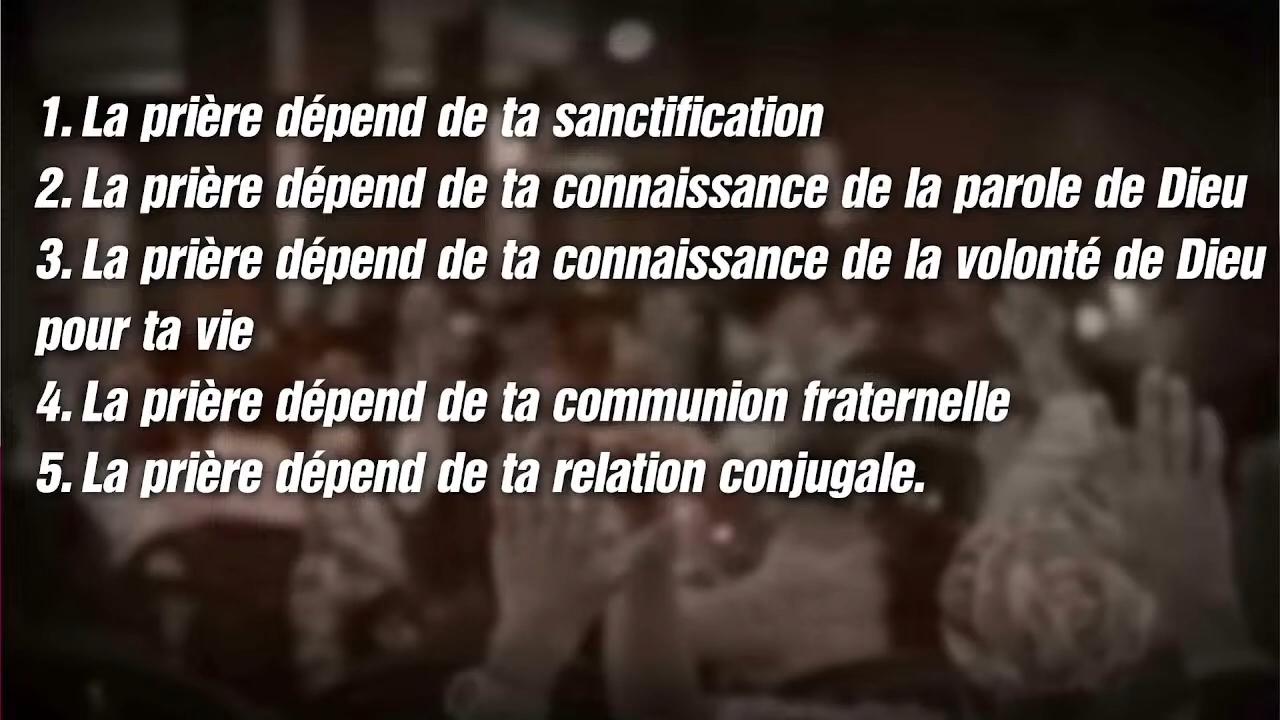 1. La prière dépend de ta sanctification
2. La prière dépend de ta connaissance de la parole de Dieu
3. La prière dépend de ta connaissance de la volonté de Dieu
pour ta vie
4. La prière dépend de ta communion fraternelle
5. La prière dépend de ta relation conjugale.